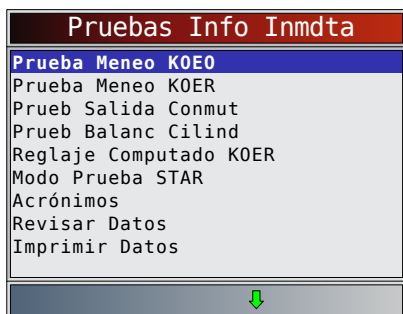 Pruebas Info Inmdta
Prueba Meneo KOEO
Prueba Meneo KOER
Prueb Salida Conmut
Prueb Balanc Cilind
Reglaje Computado KOER
Modo Prueba STAR
Acrónimos
Revisar Datos
Imprimir Datos